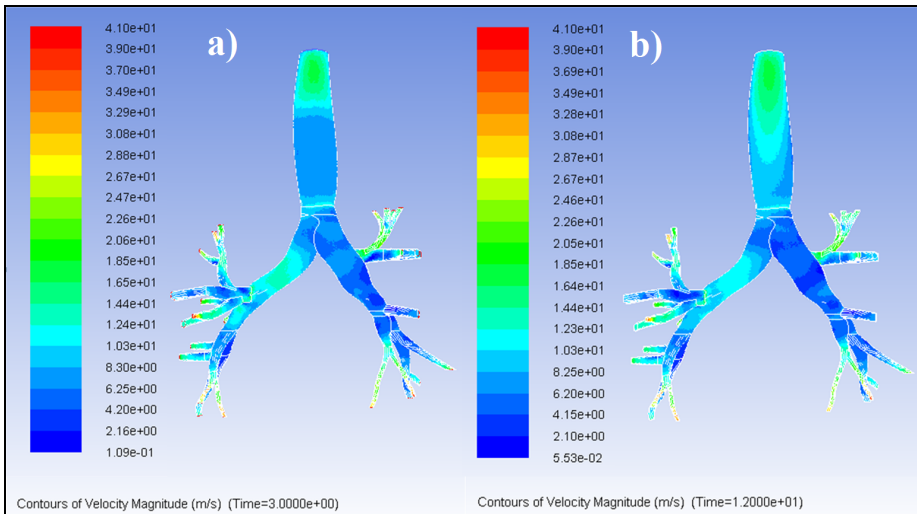 a)
4.10e+01
3.90e+01
3.70e+01
3.49e+01
3.29e+01
3.08e+01
2.88e+01
2.67e+01
2.47e+01
2.26e+01
2.06e+01
1.85e+01
1.65e+01
1.44e+01
1.24e+01
1.03e+01
8.30e+00
6.25e+00
4.20e+00
2.16e+00
1.09e-01
Contours of Velocity Magnitude (m/s) (Time=3.0000e+00)
b)
4.10e+01
3.90e+01
3.69e+01
3.49e+01
3.28e+01
3.08e+01
2.87e+01
2.67e+01
2.46e+01
2.26e+01
2.05e+01
1.85e+01
1.64e+01
1.44e+01
1.23e+01
1.03e+01
8.25e+00
6.20e+00
4.15e+00
2.10e+00
5.53e-02
Contours of Velocity Magnitude (m/s) (Time=1.2000e+01)